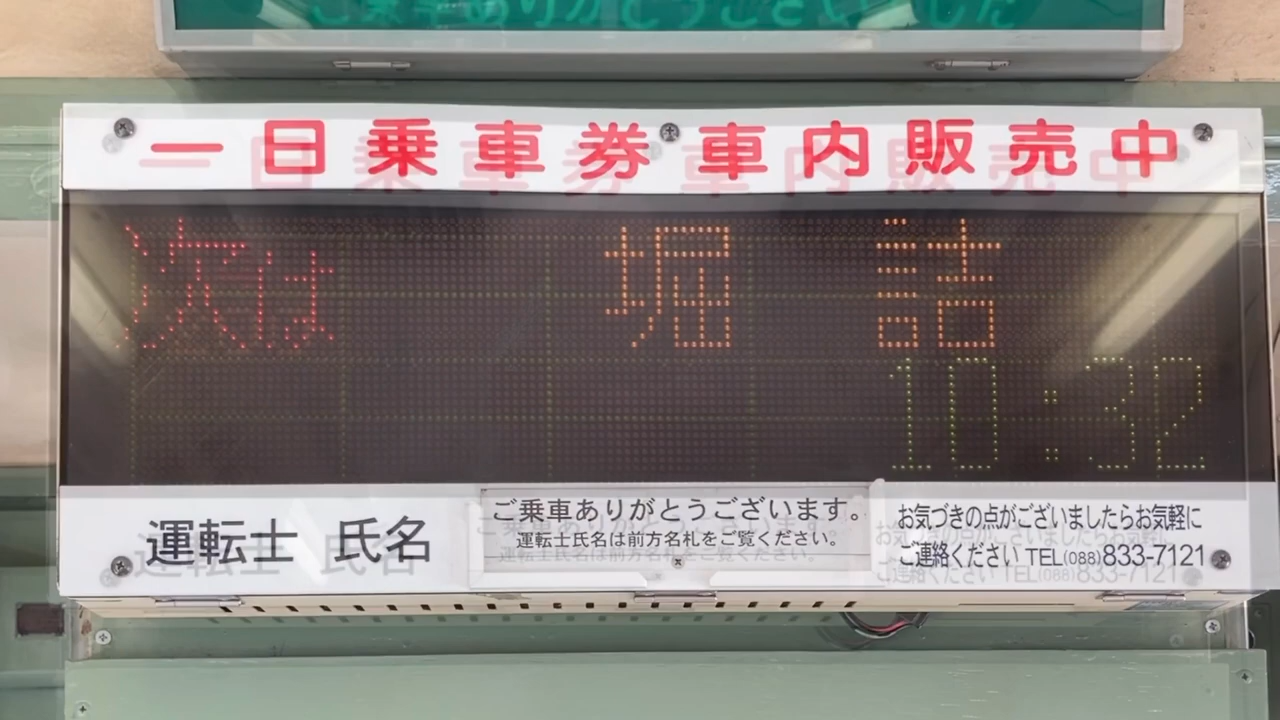 ご乗車ありがとうございました
一日乗車券車内販売中
次は 堀 詰
10:32
運転士 氏名
ご乗車ありがとうございます。
運転士氏名は前方名札をご覧ください。
お気づきの点がございましたらお気軽に
ご連絡ください TEL(088)833-7121